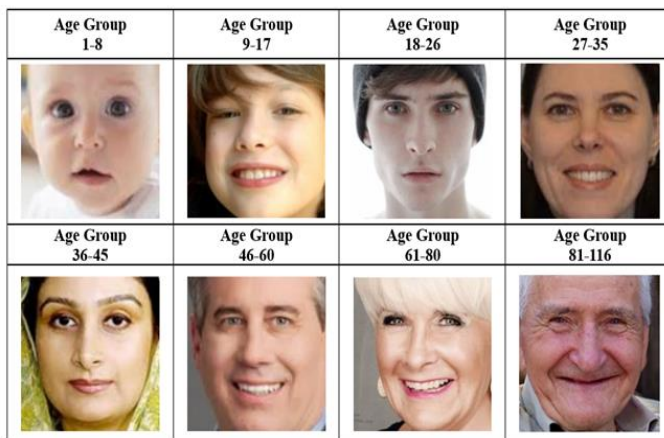 Age Group
1-8
Age Group
9-17
Age Group
18-26
Age Group
27-35
Age Group
36-45
Age Group
46-60
Age Group
61-80
Age Group
81-116